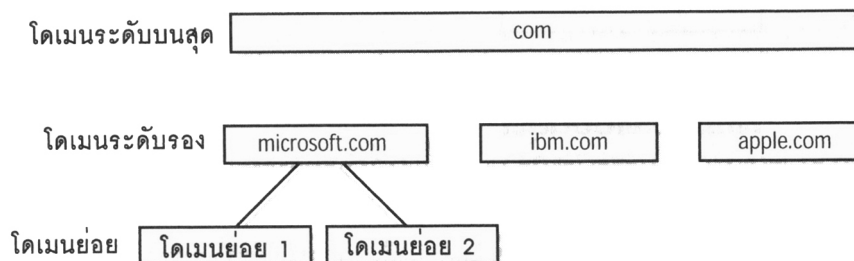 โดเมนระดับบนสุด com
โดเมนระดับรอง microsoft.com ibm.com apple.com
โดเมนย่อย โดเมนย่อย 1 โดเมนย่อย 2